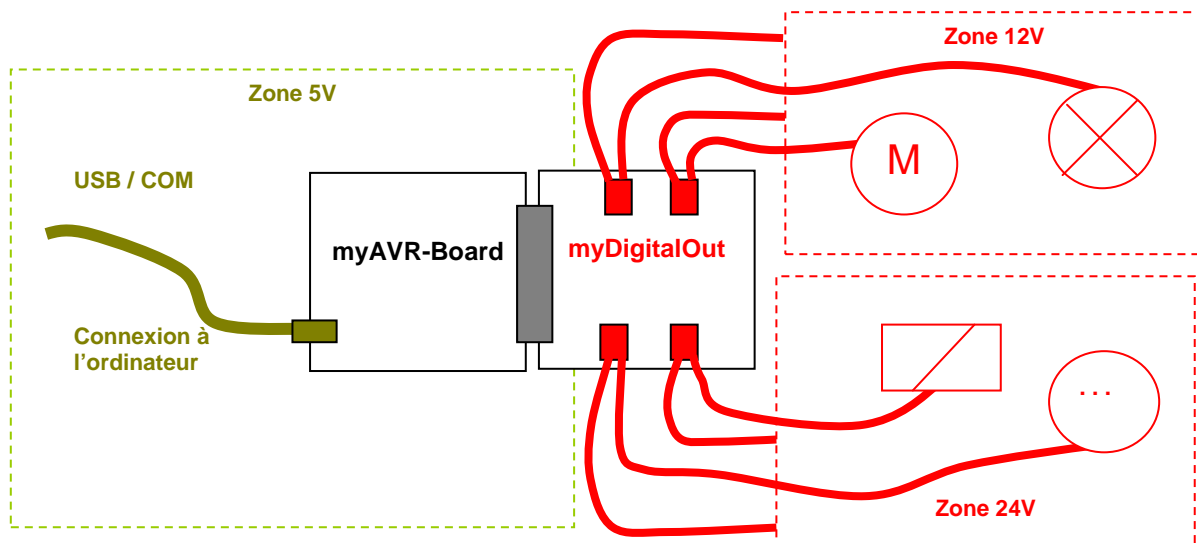 Zone 12V
Zone 5V
USB / COM
M
myAVR-Board
myDigitalOut
Connexion à
l’ordinateur
...
Zone 24V